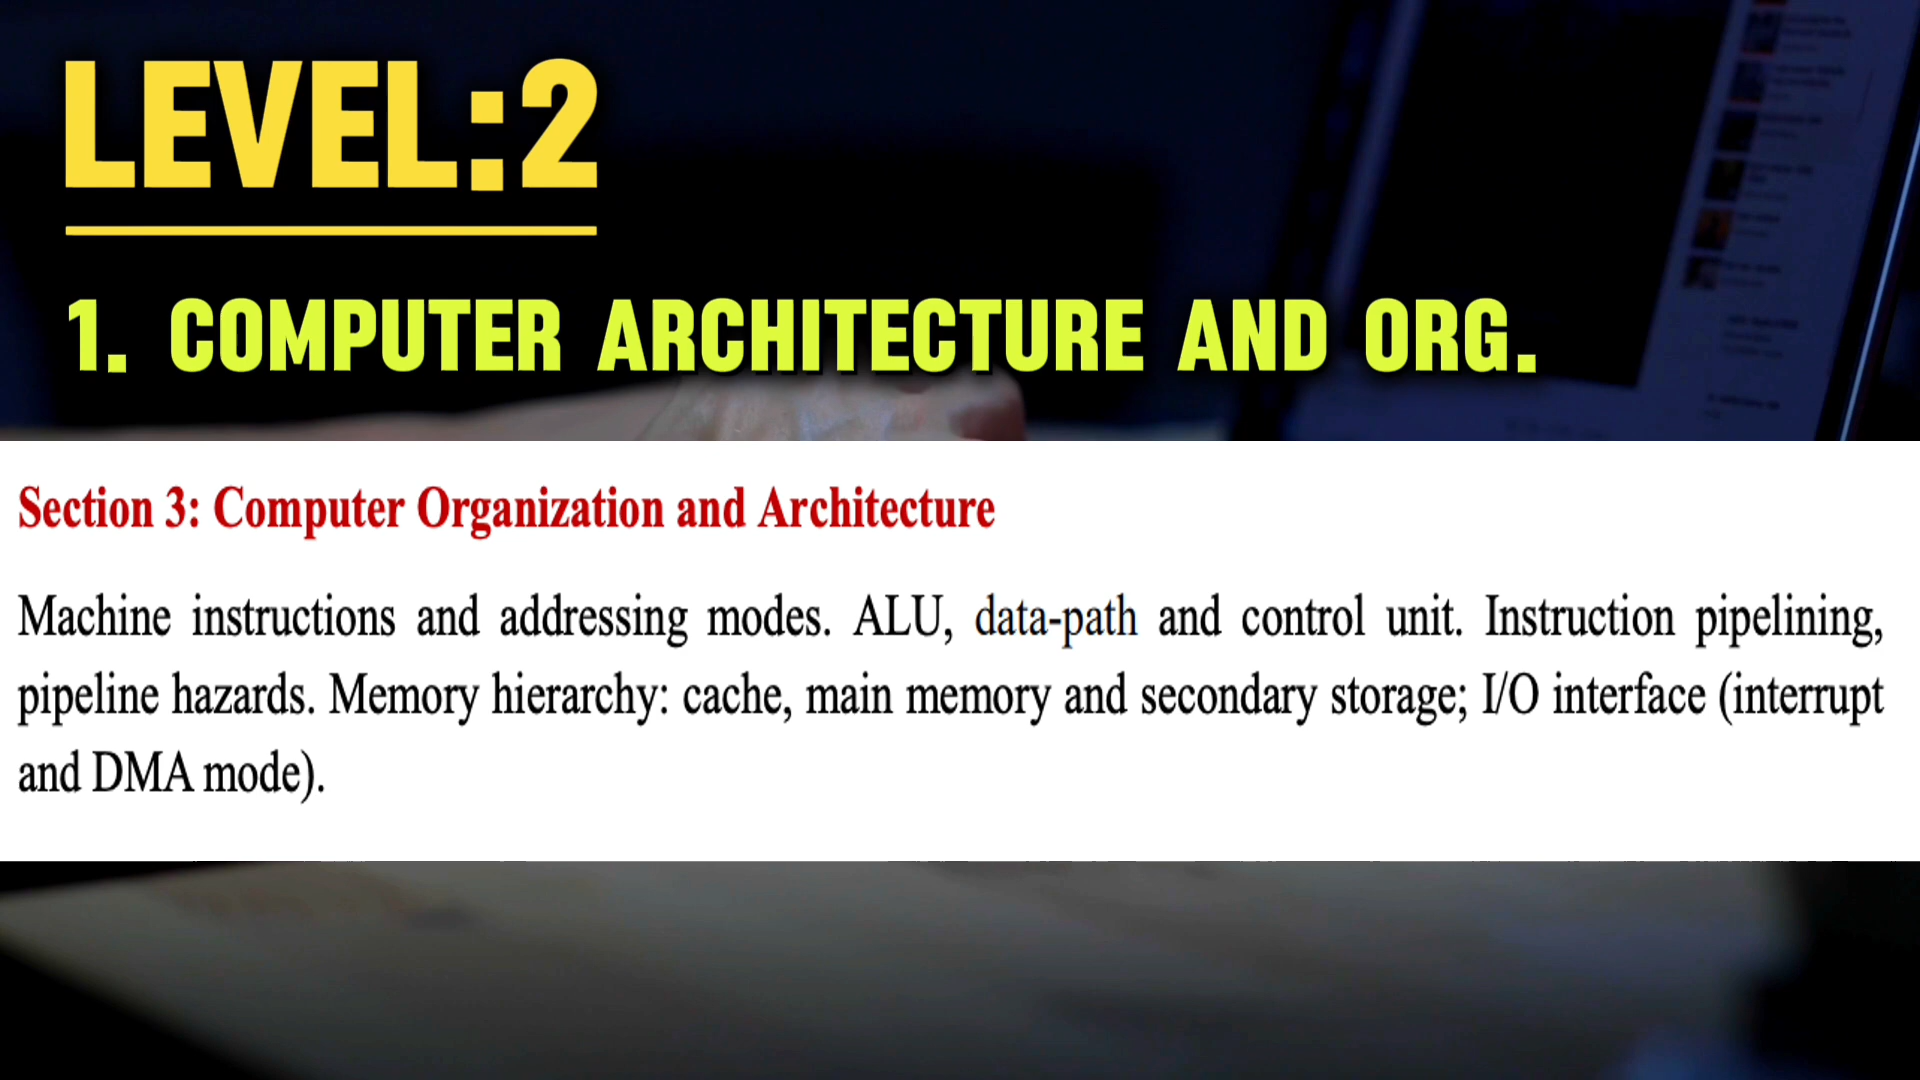 LEVEL:2
1. COMPUTER ARCHITECTURE AND ORG.
Section 3: Computer Organization and Architecture
Machine instructions and addressing modes. ALU, data-path and control unit. Instruction pipelining,
pipeline hazards. Memory hierarchy: cache, main memory and secondary storage; I/O interface (interrupt
and DMA mode).